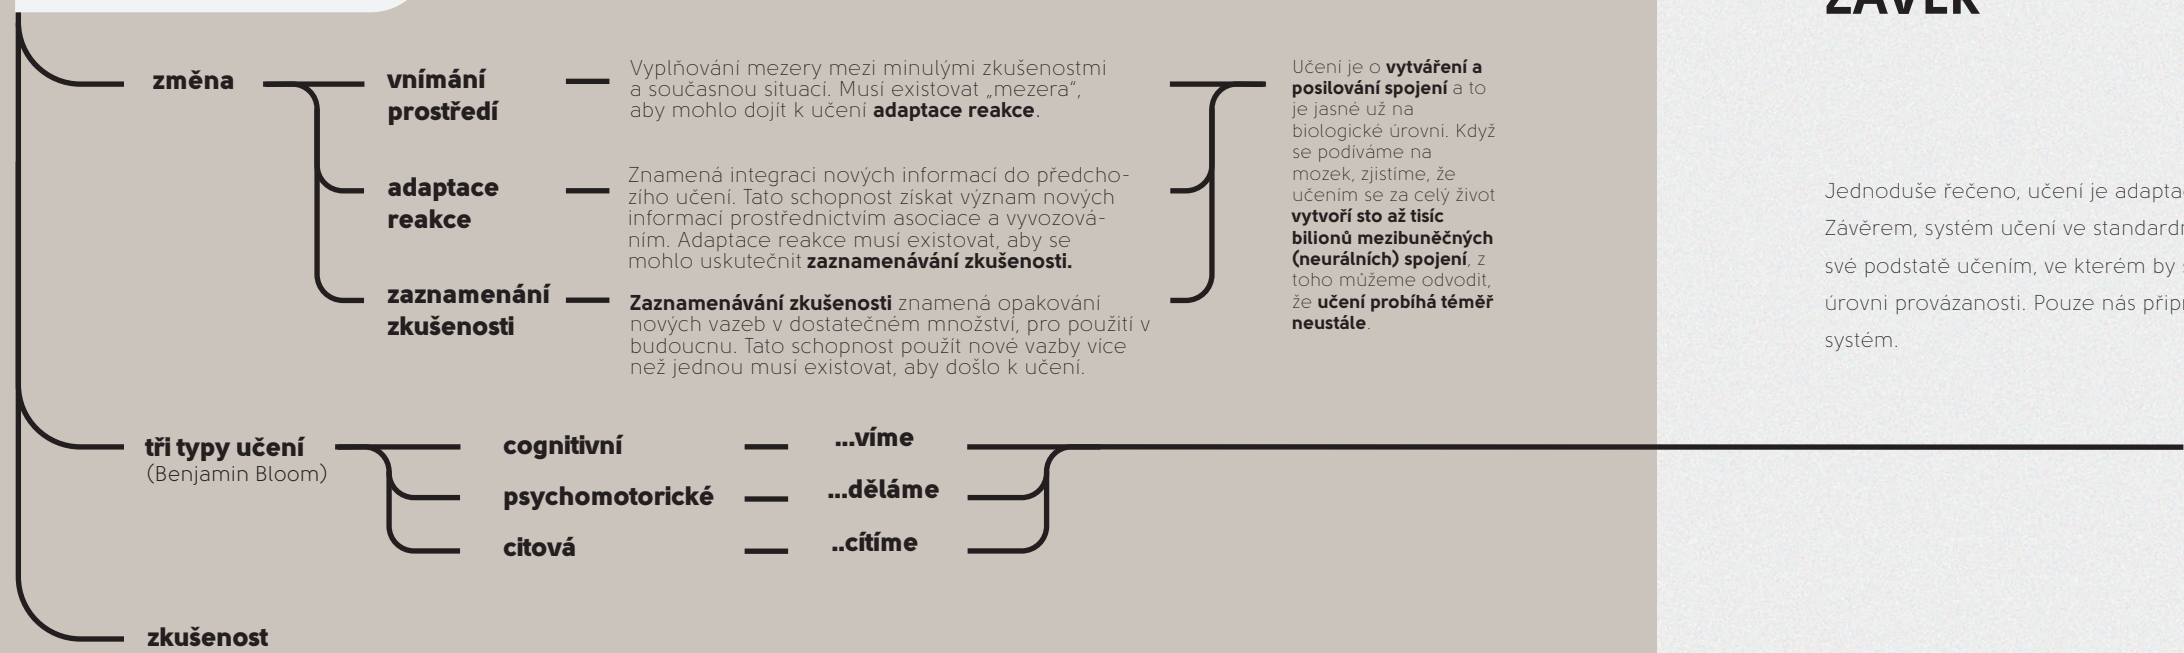 změna
vnímání
prostředí
Vyplňování mezery mezi minulými zkušenostmi
a současnou situací. Musí existovat „mezera“,
aby mohlo dojít k učení adaptace reakce.
adaptace
reakce
Znamená integraci nových informací do předcho-
zího učení. Tato schopnost získat význam nových
informací prostřednictvím asociace a vyvozová-
ním. Adaptace reakce musí existovat, aby se
mohlo uskutečnit zaznamenávání zkušenosti.
zaznamenání
zkušenosti
Zaznamenávání zkušenosti znamená opakování
nových vazeb v dostatečném množství, pro použití v
budoucnu. Tato schopnost použít nové vazby více
než jednou musí existovat, aby došlo k učení.
Učení je o vytváření a
posilování spojení a to
je jasné už na
biologické úrovni. Když
se podíváme na
mozek, zjistíme, že
učením se za celý život
vytvoří sto až tisíc
bilionů mezibuněčných
(neurálních) spojení, z
toho můžeme odvodit,
že učení probíhá téměř
neustále.
tři typy učení
(Benjamin Bloom)
cognitivní
...víme
psychomotorické
...děláme
citová
..cítíme
zkušenost
ZÁVĚR
Jednoduše řečeno, učení je
Závěrem, systém učení ve
své podstatě učením, ve kterém by
úrovni provázanosti. Pouze nás
systém.